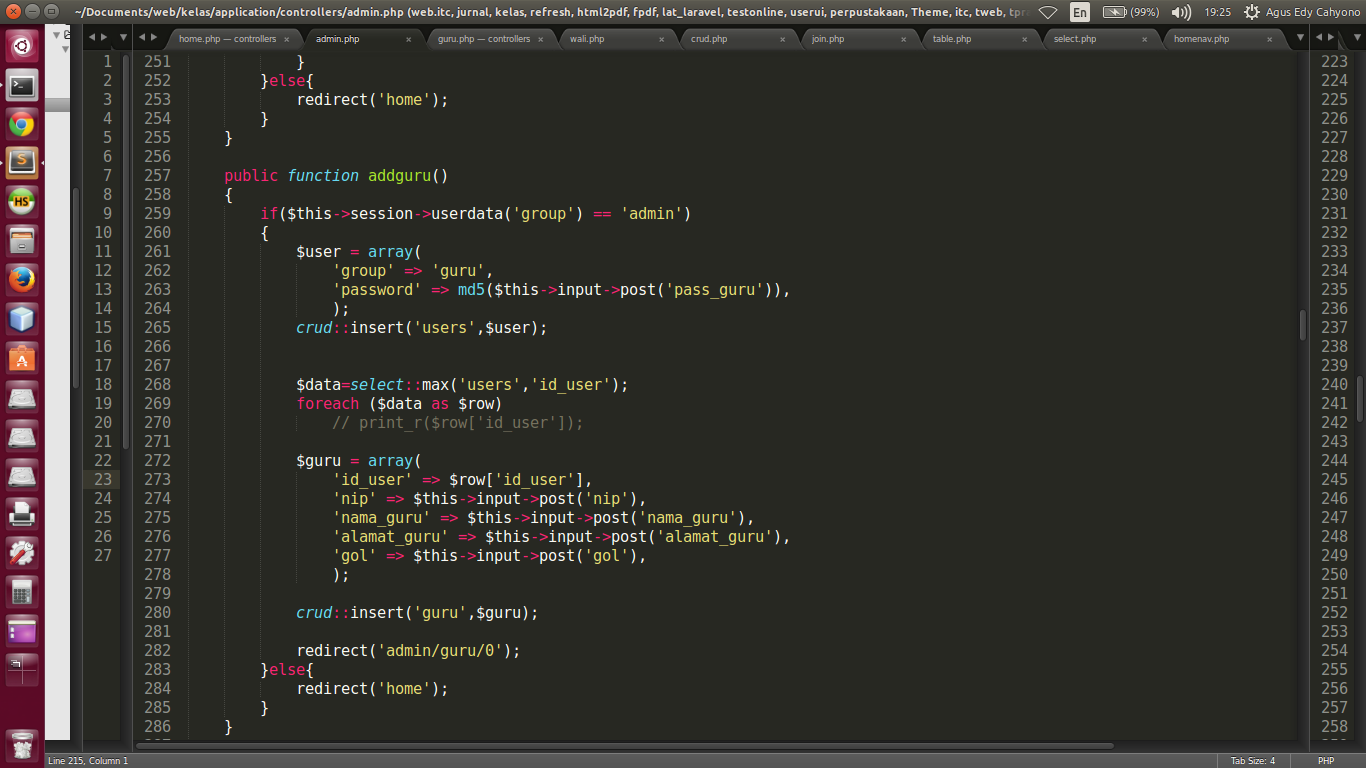 ~/Documents/web/kelas/application/controllers/admin.php (web.itc, jurnal, kelas, refresh, html2pdf, fpdf, lat_laravel, testonline, userui, perpustakaan, Theme, itc, tweb,
En (99%) 19:25 Agus Edy Cahyono
home.php — controllers × admin.php × guru.php — controllers × wali.php × crud.php × join.php × table.php × select.php × homenav.php ×
1 251 } 223
2 252 }else{ 224
3 253 redirect('home'); 225
4 254 } 226
5 255 } 227
6 256 228
7 257 public function addguru() 229
8 258 { 230
9 259 if($this->session->userdata('group') == 'admin') 231
10 260 { 232
11 261 $user = array( 233
12 262 'group' => 'guru', 234
13 263 'password' => md5($this->input->post('pass_guru')), 235
14 264 ); 236
15 265 crud::insert('users',$user); 237
16 266 238
17 267 239
18 268 $data=select::max('users','id_user'); 240
19 269 foreach ($data as $row) 241
20 270 // print_r($row['id_user']); 242
21 271 243
22 272 $guru = array( 244
23 273 'id_user' => $row['id_user'], 245
24 274 'nip' => $this->input->post('nip'), 246
25 275 'nama_guru' => $this->input->post('nama_guru'), 247
26 276 'alamat_guru' => $this->input->post('alamat_guru'), 248
27 277 'gol' => $this->input->post('gol'), 249
278 ); 250
279 251
280 crud::insert('guru',$guru); 252
281 253
282 redirect('admin/guru/0'); 254
283 }else{ 255
284 redirect('home'); 256
285 } 257
286 } 258
Line 215, Column 1 Tab Size: 4 PHP